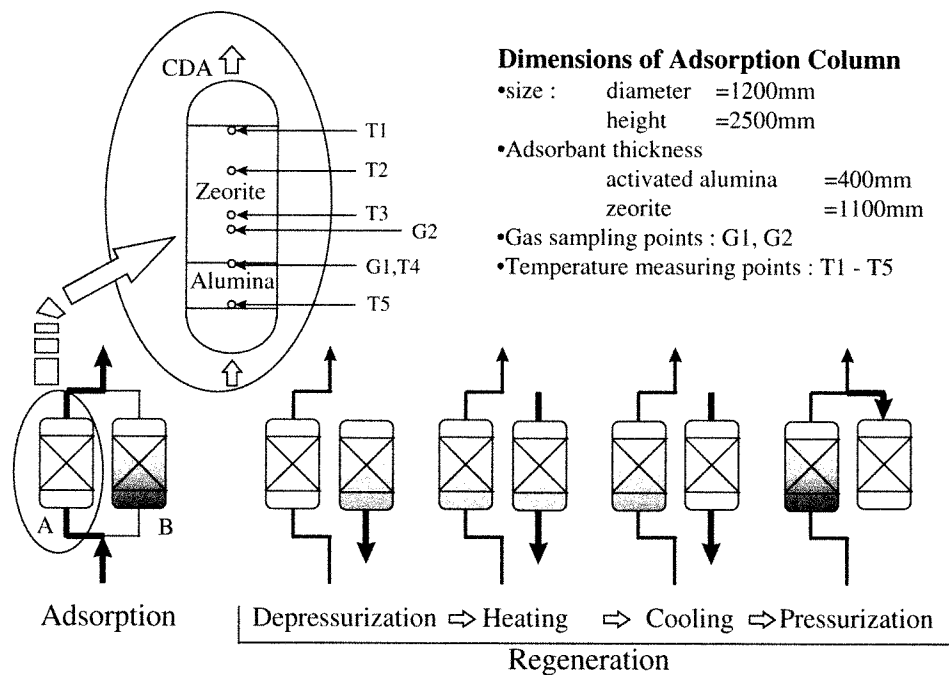 CDA
T1
T2
Zeorite
T3
G2
G1,T4
Alumina
T5
Dimensions of Adsorption Column
•size : diameter =1200mm
height =2500mm
•Adsorbant thickness
activated alumina =400mm
zeorite =1100mm
•Gas sampling points : G1, G2
•Temperature measuring points : T1 - T5
A B
Adsorption
Depressurization ⇨ Heating ⇨ Cooling ⇨ Pressurization
Regeneration